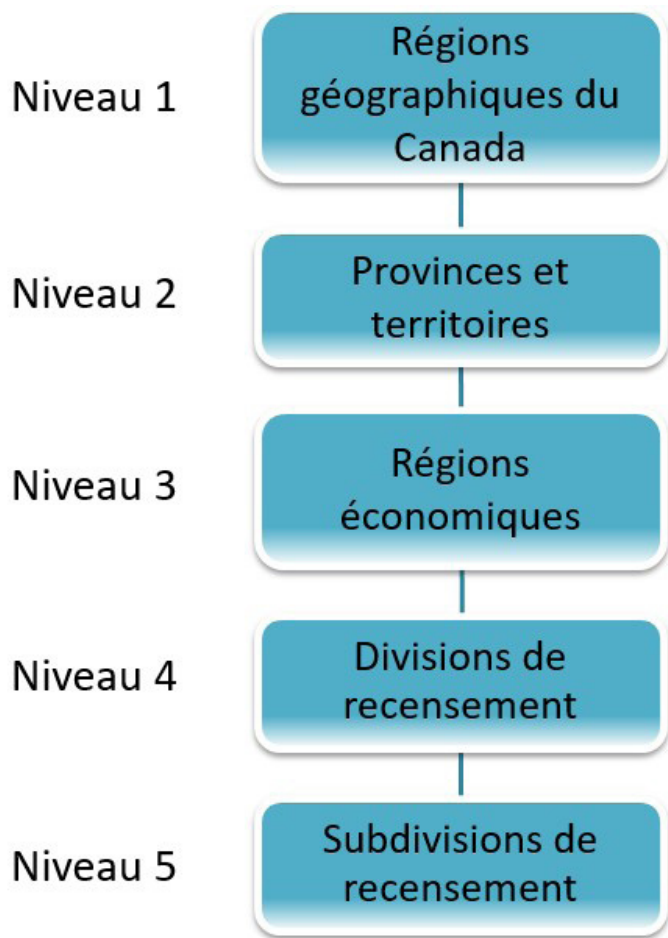 Niveau 1
Régions
géographiques du
Canada
Niveau 2
Provinces et
territoires
Niveau 3
Régions
économiques
Niveau 4
Divisions de
recensement
Niveau 5
Subdivisions de
recensement